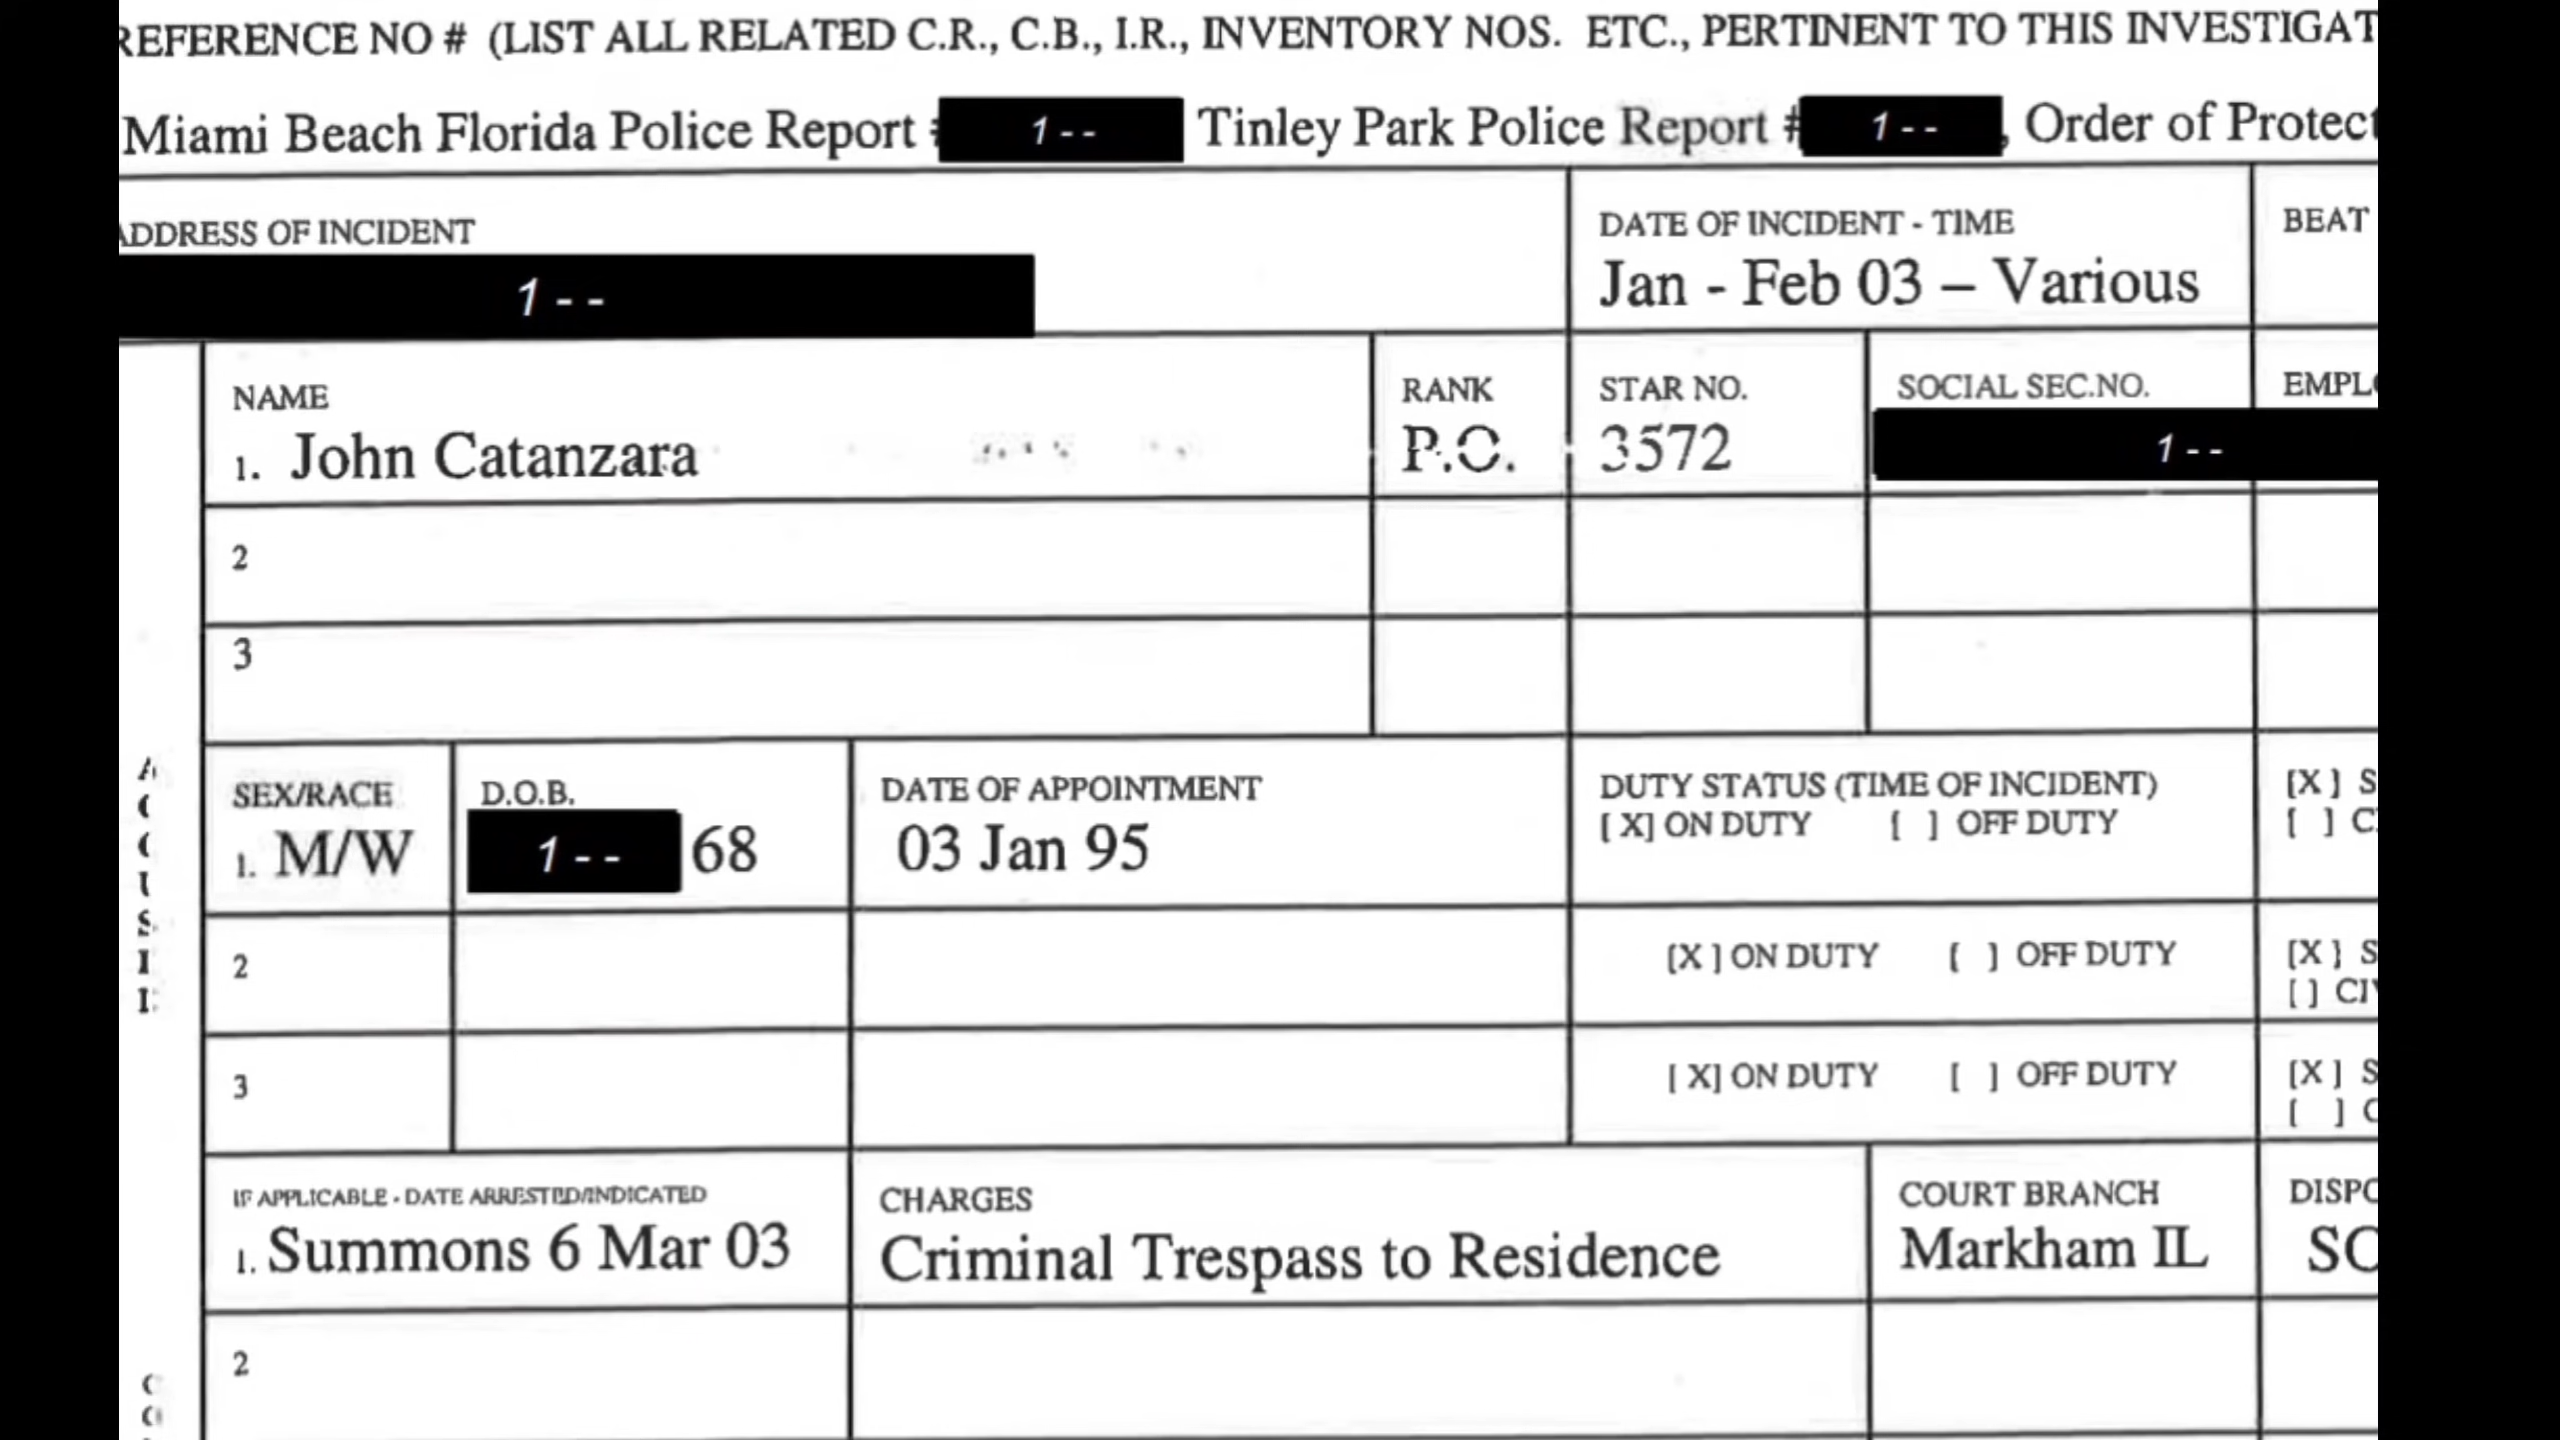 REFERENCE NO # (LIST ALL RELATED C.R., C.B., I.R., INVENTORY NOS. ETC., PERTINENT TO THIS INVESTIGAT
Miami Beach Florida Police Report # 1-- Tinley Park Police Report # 1--, Order of Protect
ADDRESS OF INCIDENT
1--
DATE OF INCIDENT - TIME
Jan - Feb 03 – Various
BEAT
NAME
1. John Catanzara
RANK
P.O.
STAR NO.
3572
SOCIAL SEC.NO.
1--
EMPLO
2
3
ACCUSED
SEX/RACE
1. M/W
D.O.B.
1-- 68
DATE OF APPOINTMENT
03 Jan 95
DUTY STATUS (TIME OF INCIDENT)
[ X] ON DUTY [ ] OFF DUTY
[X ] S
[ ] C
2
[X ] ON DUTY [ ] OFF DUTY
[X ] S
[ ] CIV
3
[ X] ON DUTY [ ] OFF DUTY
[X ] S
[ ] C
IF APPLICABLE - DATE ARRESTED/INDICATED
1. Summons 6 Mar 03
CHARGES
Criminal Trespass to Residence
COURT BRANCH
Markham IL
DISPO
SO
2